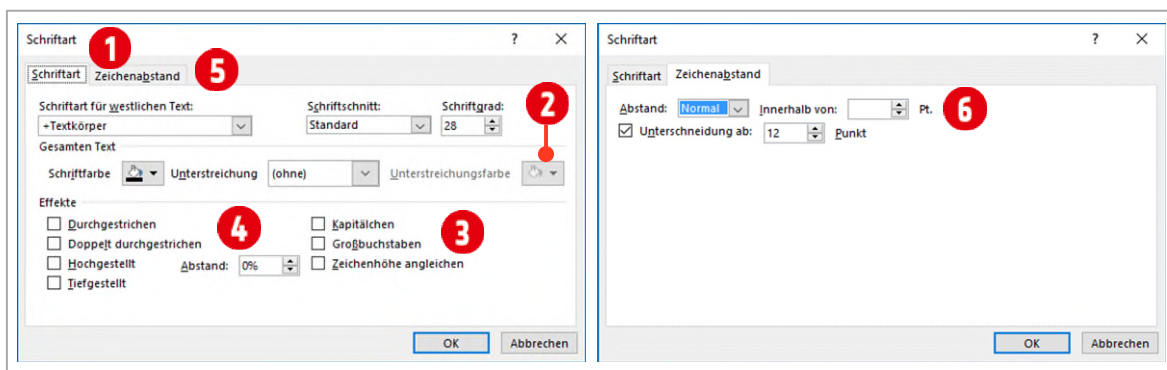 Schriftart ? ×
1
Schriftart Zeichenabstand
5
Schriftart für westlichen Text: Schriftschnitt: Schriftgrad:
2
+Textkörper Standard 28
Gesamten Text
Schriftfarbe Unterstreichung (ohne) Unterstreichungsfarbe
Effekte
Durchgestrichen Kapitälchen
4
3
Doppelt durchgestrichen Großbuchstaben
Hochgestellt Abstand: 0% Zeichenhöhe angleichen
Tiefgestellt
OK Abbrechen
Schriftart ? ×
Schriftart Zeichenabstand
Abstand: Normal Innerhalb von: Pt.
6
Unterschneidung ab: 12 Punkt
OK Abbrechen